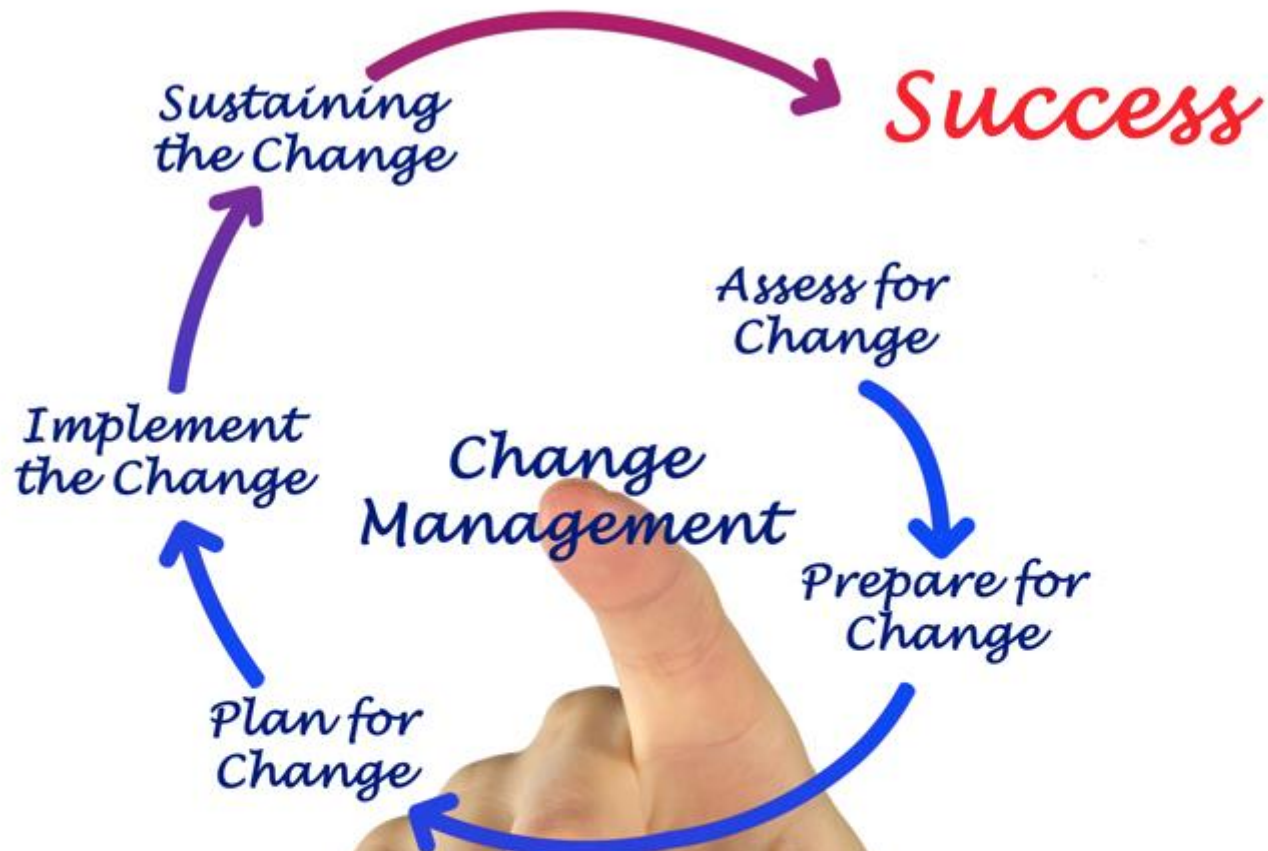 Sustaining
the Change
Success
Assess for
Change
Implement
the Change
Change
Management
Prepare for
Change
Plan for
Change